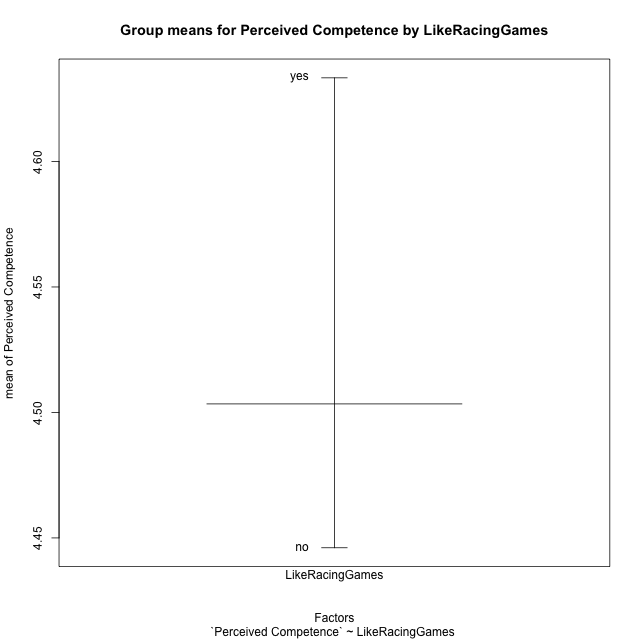 Group means for Perceived Competence by LikeRacingGames
yes
4.60
4.55
mean of Perceived Competence
4.50
4.45
no
LikeRacingGames
Factors
`Perceived Competence` ~ LikeRacingGames